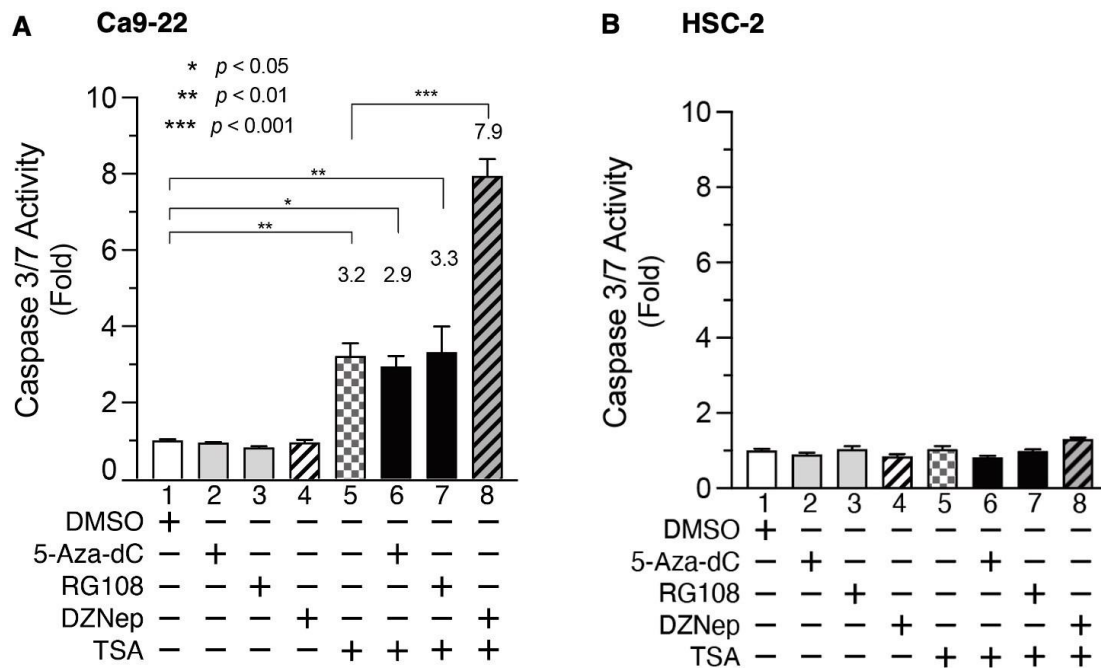 A Ca9-22
* p < 0.05
** p < 0.01
*** p < 0.001
Caspase 3/7 Activity
(Fold)
10
8
6
4
2
0
***
7.9
**
*
**
3.2 2.9 3.3
1 2 3 4 5 6 7 8
DMSO + − − − − − − −
5-Aza-dC − + − − − + − −
RG108 − − + − − − + −
DZNep − − − + − − − +
TSA − − − − + + + +
B HSC-2
Caspase 3/7 Activity
(Fold)
10
8
6
4
2
0
1 2 3 4 5 6 7 8
DMSO + − − − − − − −
5-Aza-dC − + − − − + − −
RG108 − − + − − − + −
DZNep − − − + − − − +
TSA − − − − + + + +